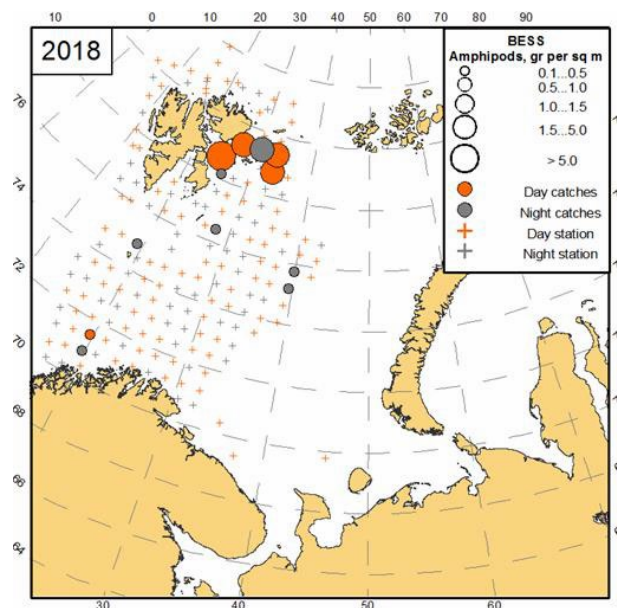 10 0 10 20 30 40 50 60 70 80 90
2018
BESS
Amphipods, gr per sq m
0.1...0.5
0.5...1.0
1.0...1.5
1.5...5.0
> 5.0
Day catches
Night catches
Day station
Night station
76
74
72
70
68
66
64
30
40
50
60